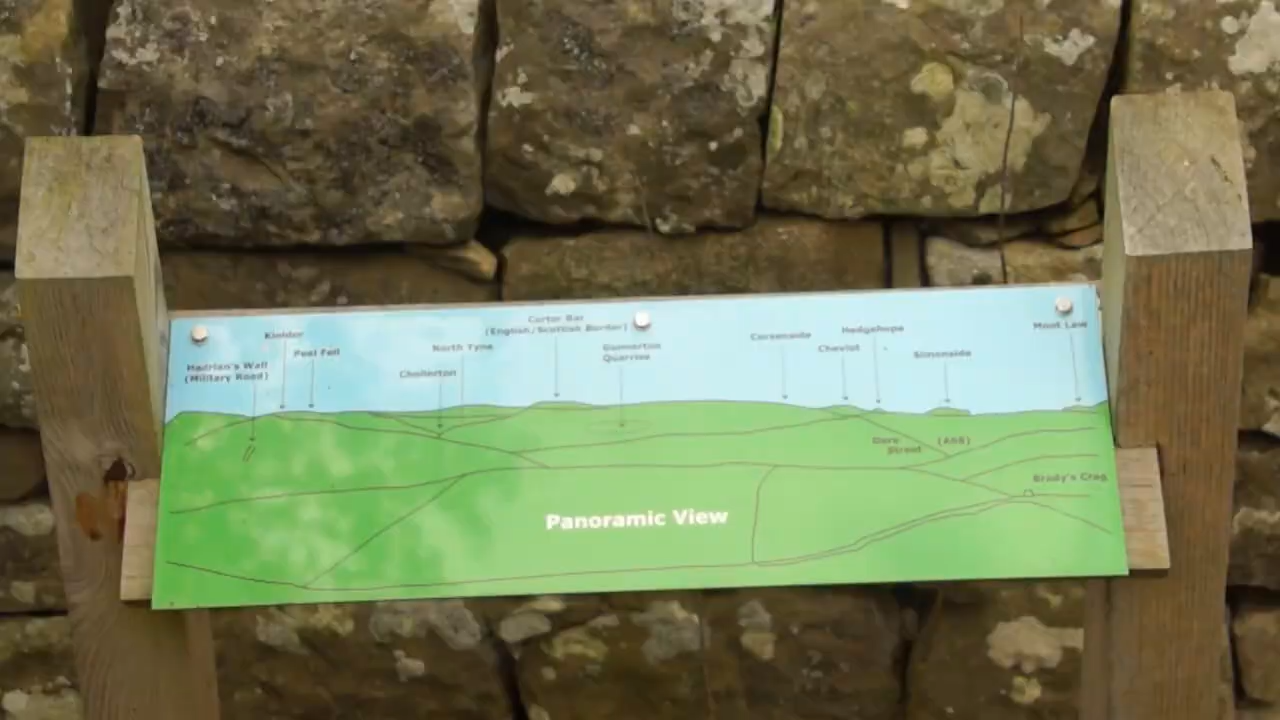 Hadrian's Wall
(Military Road)
Kielder
Peel Fell
Chollerton
North Tyne
Carter Bar
(English/Scottish Border)
Gunnerton
Quarries
Corsenside
Cheviot
Hedgehope
Simonside
Mont Law
Dere
Street
(A68)
Brady's Crag
Panoramic View